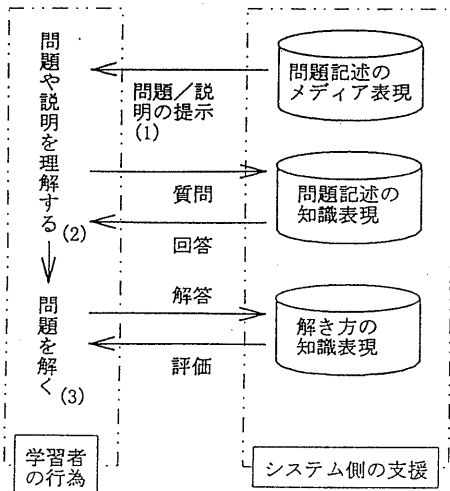 問題や説明を理解する
(2)
問題を解く
(3)
学習者
の行為
問題／説
明の提示
(1)
質問
回答
解答
評価
問題記述の
メディア表現
問題記述の
知識表現
解き方の
知識表現
システム側の支援